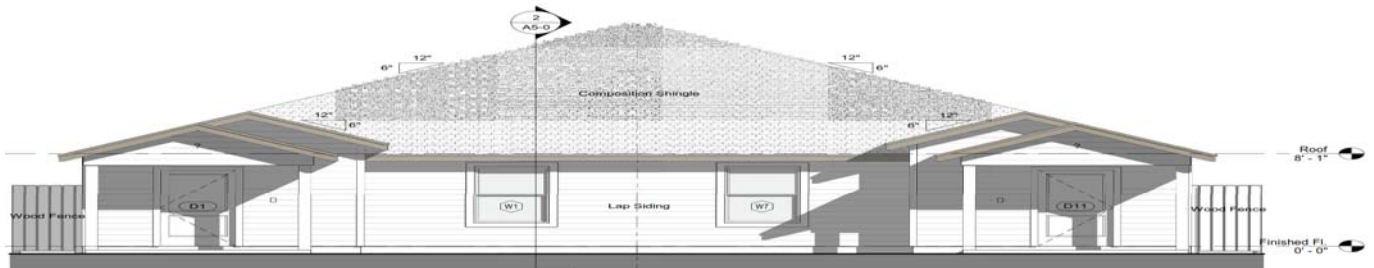 2
A5-0
12"
6"
12"
6"
Composition Shingle
12"
6"
12"
6"
?
?
Roof
8' - 1"
D1
W1
Lap Siding
W7
D11
Wood Fence
Wood Fence
Finished Fl.
0' - 0"